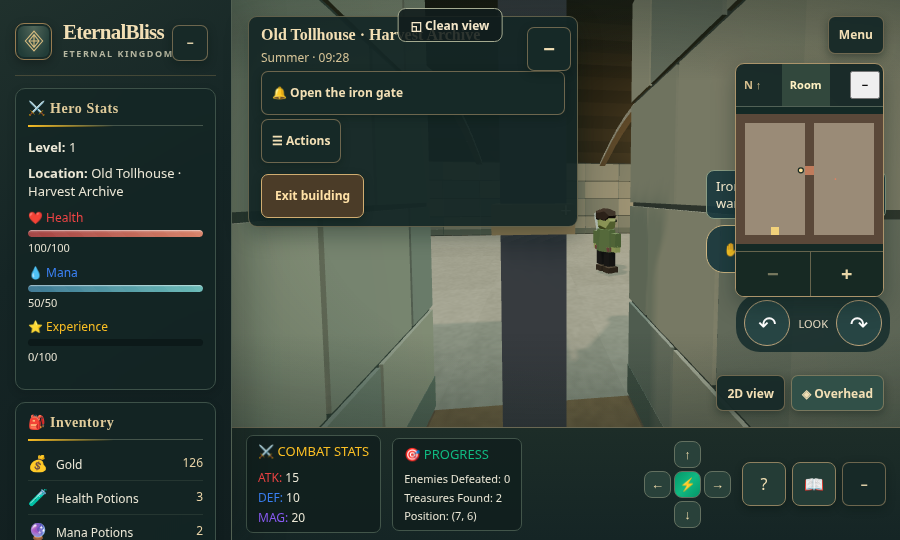 EternalBliss
ETERNAL KINGDOM
–
⚔️ Hero Stats
Level: 1
Location: Old Tollhouse ·
Harvest Archive
❤️ Health
100/100
💧 Mana
50/50
⭐ Experience
0/100
🎒 Inventory
💰 Gold 126
🧪 Health Potions 3
🔮 Mana Potions 2
Old Tollhouse · Harvest Archive
◱ Clean view
Summer · 09:28
–
🔔 Open the iron gate
☰ Actions
Exit building
Menu
N ↑ Room –
− +
↶ LOOK ↷
2D view
◈ Overhead
⚔️ COMBAT STATS
ATK: 15
DEF: 10
MAG: 20
🎯 PROGRESS
Enemies Defeated: 0
Treasures Found: 2
Position: (7, 6)
↑
← ⚡ →
↓
? 📖 –